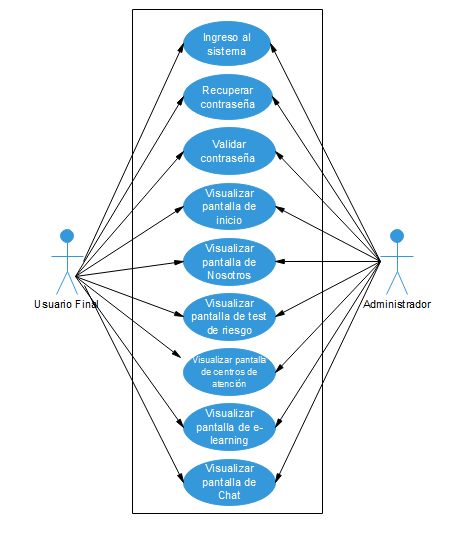 Ingreso al
sistema
Recuperar
contraseña
Validar
contraseña
Visualizar
pantalla de
inicio
Visualizar
pantalla de
Nosotros
Usuario Final
Administrador
Visualizar
pantalla de test
de riesgo
Visualizar pantalla
de centros de
atención
Visualizar
pantalla de e-
learning
Visualizar
pantalla de
Chat